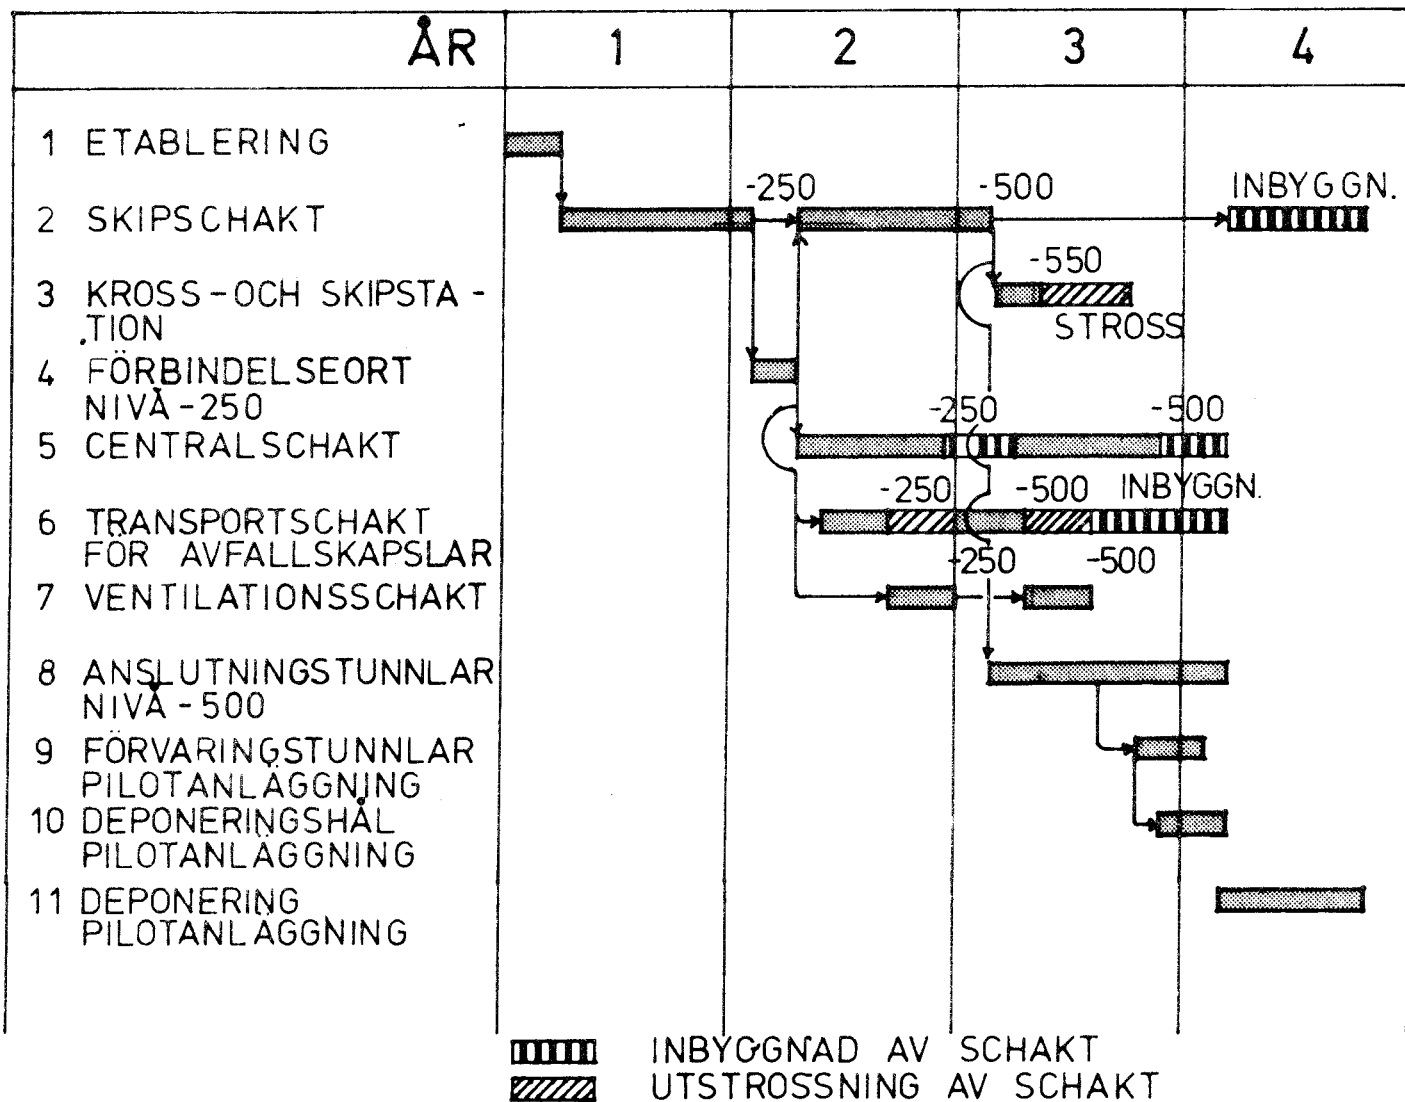 ÅR 1 2 3 4
1 ETABLERING
-250 -500 INBYGGN.
2 SKIPSCHAKT
-550
3 KROSS-OCH SKIPSTA-
TION
STROSS
4 FÖRBINDELSEORT
NIVÅ-250
-250 -500
5 CENTRALSCHAKT
-250 -500 INBYGGN.
6 TRANSPORTSCHAKT
FÖR AVFALLSKAPSLAR
-250 -500
7 VENTILATIONSSCHAKT
8 ANSLUTNINGSTUNNLAR
NIVÅ-500
9 FÖRVARINGSTUNNLAR
PILOTANLÄGGNING
10 DEPONERINGSHÅL
PILOTANLÄGGNING
11 DEPONERING
PILOTANLÄGGNING
INBYGGNAD AV SCHAKT
UTSTROSSNING AV SCHAKT